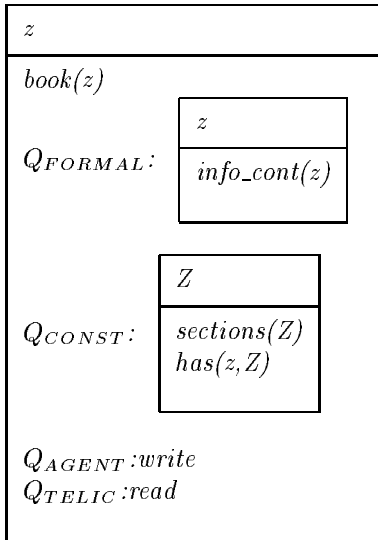 z
book(z)
z
Q_FORMAL:
info_cont(z)
Z
Q_CONST:
sections(Z)
has(z,Z)
Q_AGENT:write
Q_TELIC:read